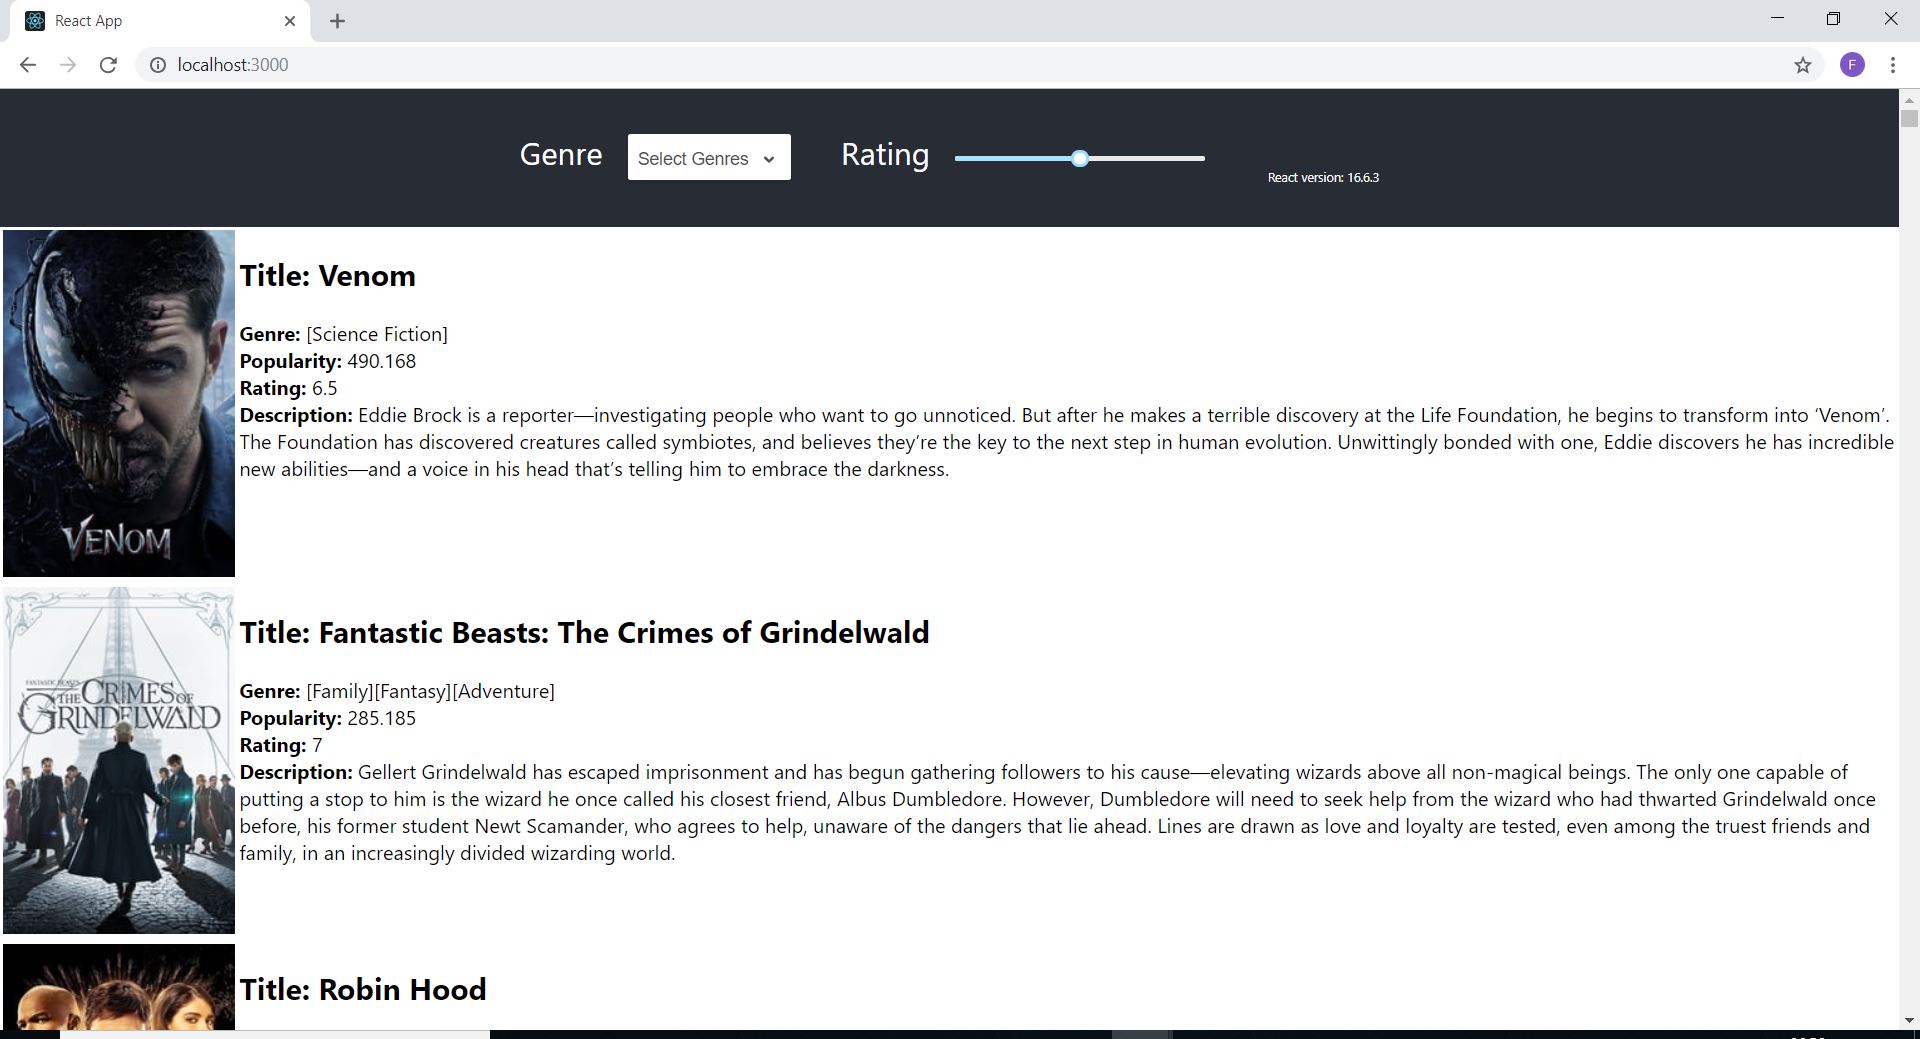 React App
localhost:3000
F
Genre
Select Genres
Rating
React version: 16.6.3
VENOM
Title: Venom
Genre: [Science Fiction]
Popularity: 490.168
Rating: 6.5
Description: Eddie Brock is a reporter—investigating people who want to go unnoticed. But after he makes a terrible discovery at the Life Foundation, he begins to transform into ‘Venom’.
The Foundation has discovered creatures called symbiotes, and believes they’re the key to the next step in human evolution. Unwittingly bonded with one, Eddie discovers he has incredible
new abilities—and a voice in his head that’s telling him to embrace the darkness.
FANTASTIC BEASTS
THE CRIMES OF
GRINDELWALD
Title: Fantastic Beasts: The Crimes of Grindelwald
Genre: [Family][Fantasy][Adventure]
Popularity: 285.185
Rating: 7
Description: Gellert Grindelwald has escaped imprisonment and has begun gathering followers to his cause—elevating wizards above all non-magical beings. The only one capable of
putting a stop to him is the wizard he once called his closest friend, Albus Dumbledore. However, Dumbledore will need to seek help from the wizard who had thwarted Grindelwald once
before, his former student Newt Scamander, who agrees to help, unaware of the dangers that lie ahead. Lines are drawn as love and loyalty are tested, even among the truest friends and
family, in an increasingly divided wizarding world.
Title: Robin Hood